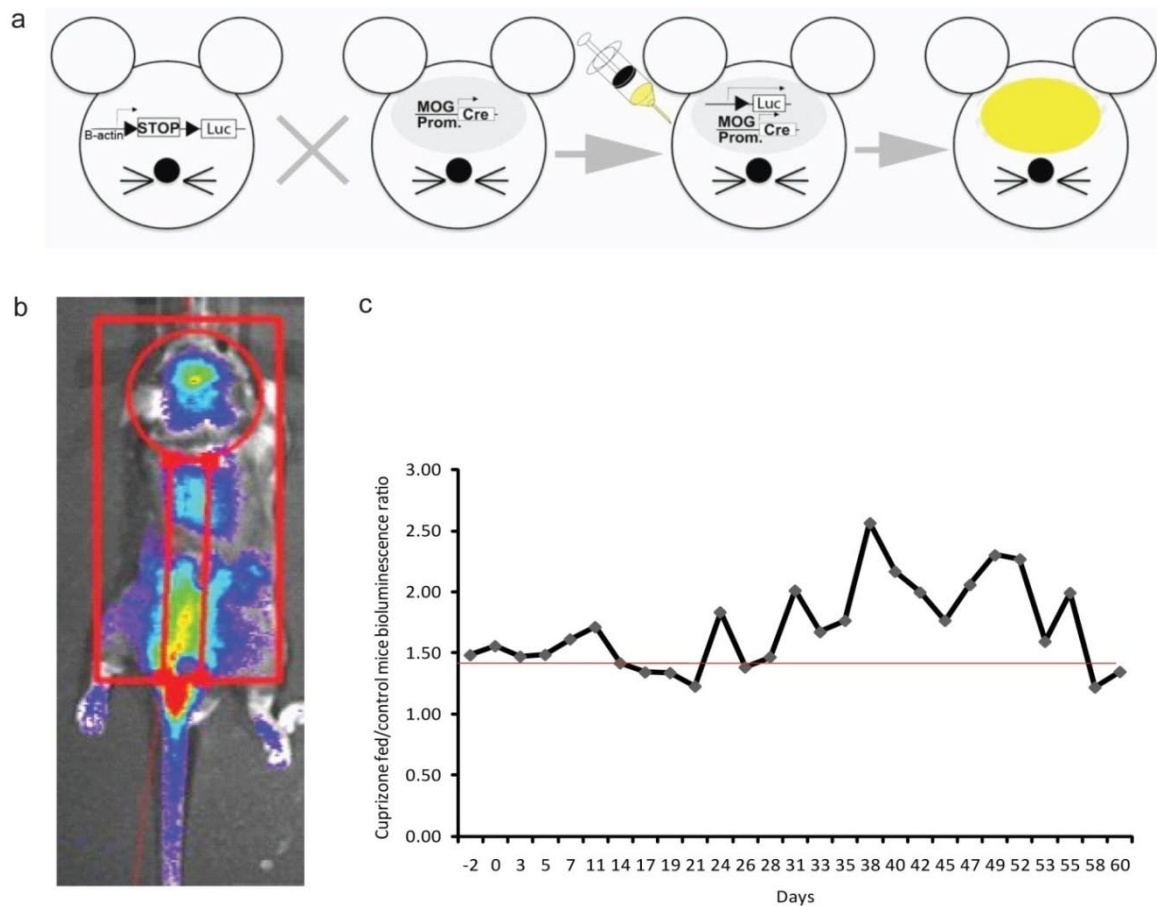 a
B-actin STOP Luc
MOG
Prom. Cre
Luc
MOG
Prom. Cre
b
c
Cuprizone fed/control mice bioluminescence ratio
3.00
2.50
2.00
1.50
1.00
0.50
0.00
-2 0 3 5 7 11 14 17 19 21 24 26 28 31 33 35 38 40 42 45 47 49 52 53 55 58 60
Days